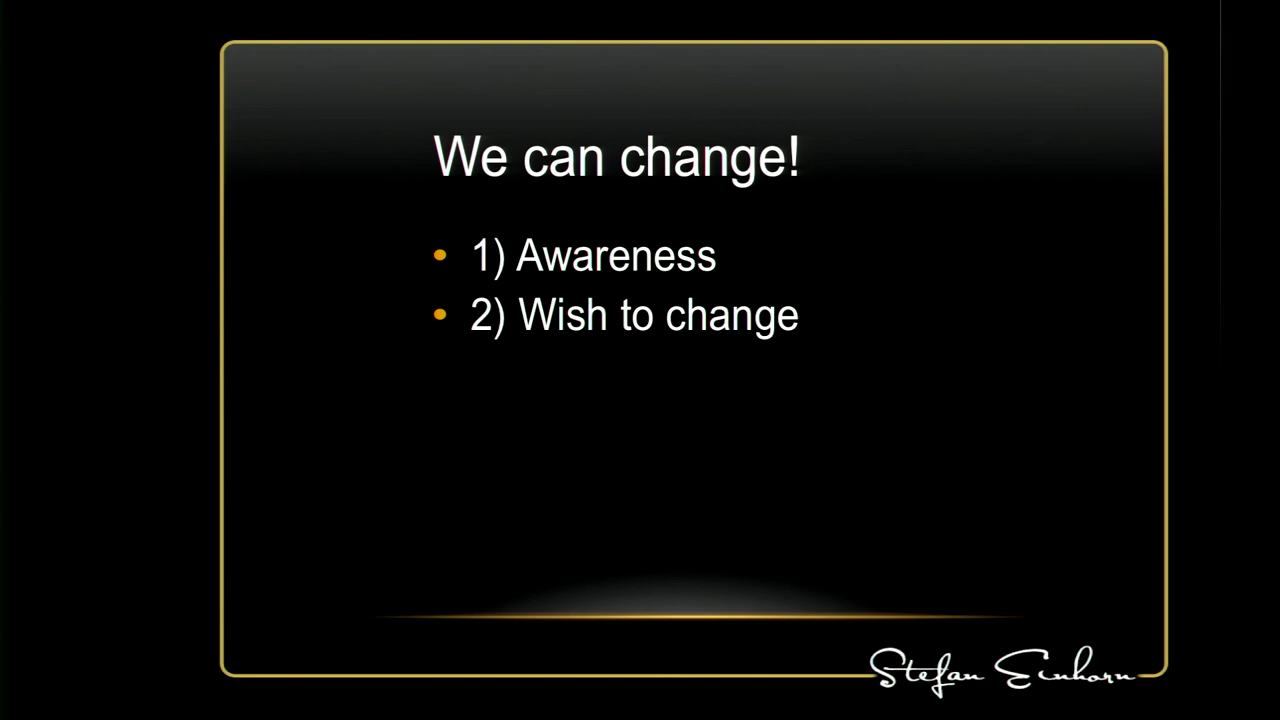 We can change!
• 1) Awareness
• 2) Wish to change
Stefan Einhorn